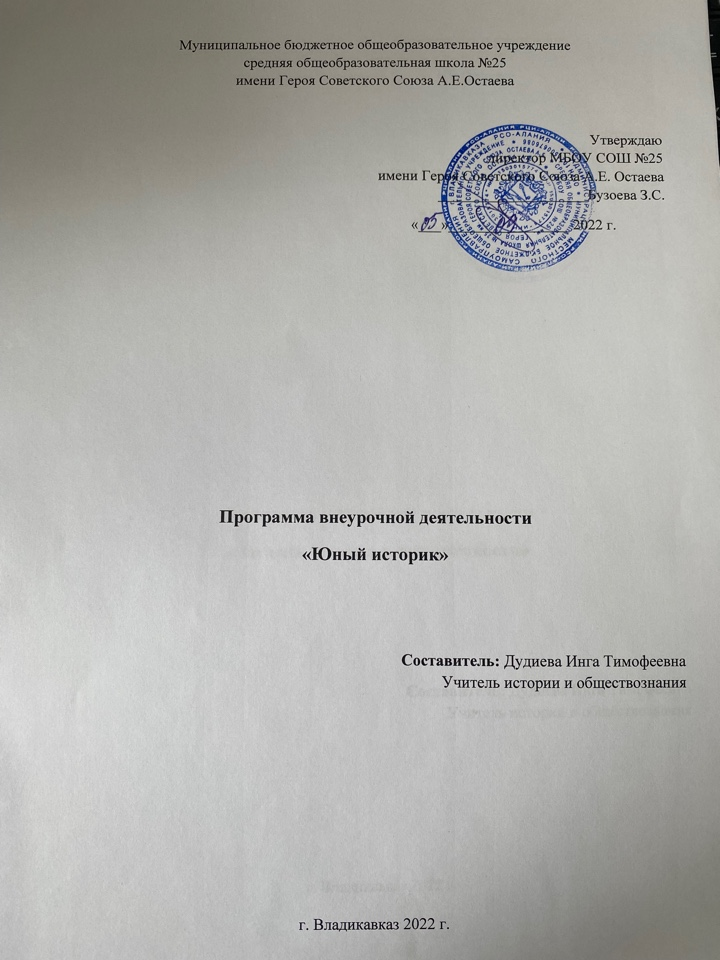 Муниципальное бюджетное общеобразовательное учреждение
средняя общеобразовательная школа №25
имени Героя Советского Союза А.Е.Остаева
Утверждаю
директор МБОУ СОШ №25
имени Героя Советского Союза А.Е. Остаева
Бузоева З.С.
« » 2022 г.
Программа внеурочной деятельности
«Юный историк»
Составитель: Дудиева Инга Тимофеевна
Учитель истории и обществознания
г. Владикавказ 2022 г.